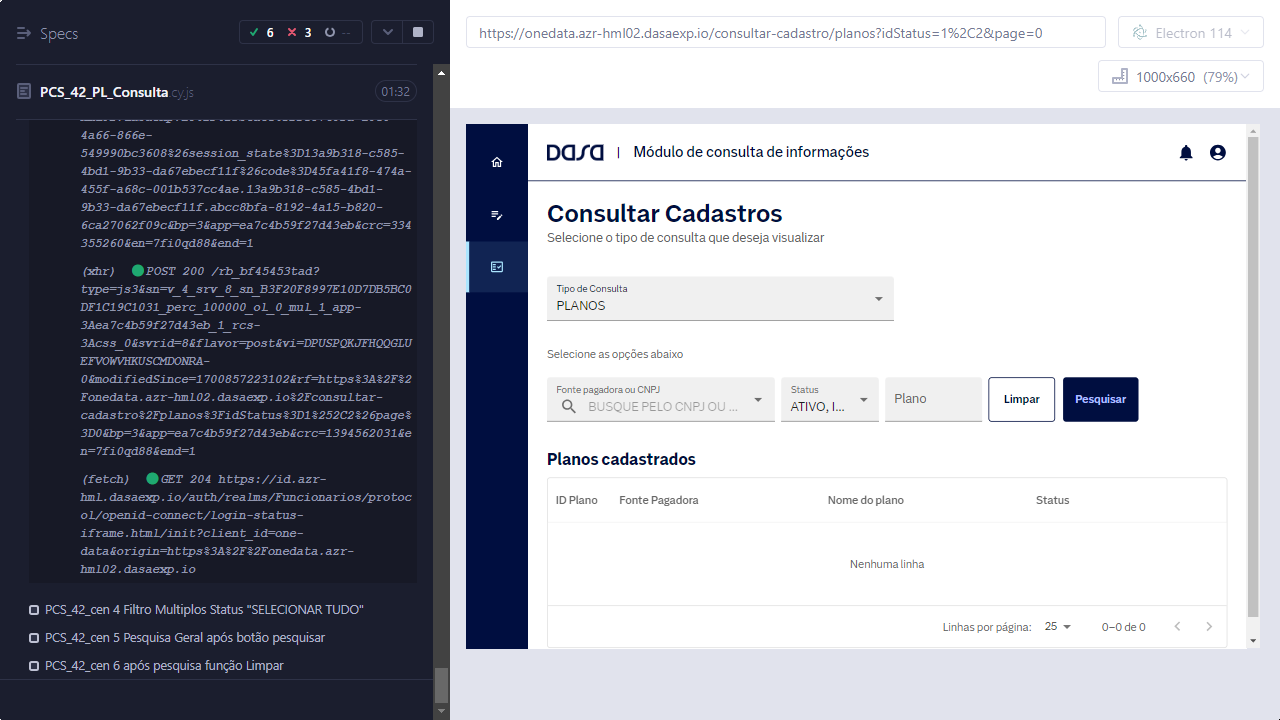 Specs
6
3
--
PCS_42_PL_Consulta.cy.js
01:32
4a66-866e-
549990bc3608%26session_state%3D13a9b318-c585-
4bd1-9b33-da67ebecf11f%26code%3D45fa41f8-474a-
455f-a68c-001b537cc4ae.13a9b318-c585-4bd1-
9b33-da67ebecf11f.abcc8bfa-8192-4a15-b820-
6ca27062f09c&bp=3&app=ea7c4b59f27d43eb&crc=334
355260&en=7fi0qd88&end=1
(xhr) POST 200 /rb_bf45453tad?
type=js3&sn=v_4_srv_8_sn_B3F20F8997E10D7DB5BC0
DF1C19C1031_perc_100000_ol_0_mul_1_app-
3Aea7c4b59f27d43eb_1_rcs-
3Acss_0&svrid=8&flavor=post&vi=DPUSPQKJFHQQGLU
EFVOWVHKUSCMDONRA-
0&modifiedSince=1700857223102&rf=https%3A%2F%2
Fonedata.azr-hml02.dasaexp.io%2Fconsultar-
cadastro%2Fplanos%3FidStatus%3D1%252C2%26page%
3D0&bp=3&app=ea7c4b59f27d43eb&crc=1394562031&e
n=7fi0qd88&end=1
(fetch) GET 204 https://id.azr-
hml.dasaexp.io/auth/realms/Funcionarios/protoc
ol/openid-connect/login-status-
iframe.html/init?client_id=one-
data&origin=https%3A%2F%2Fonedata.azr-
hml02.dasaexp.io
PCS_42_cen 4 Filtro Multiplos Status "SELECIONAR TUDO"
PCS_42_cen 5 Pesquisa Geral após botão pesquisar
PCS_42_cen 6 após pesquisa função Limpar
https://onedata.azr-hml02.dasaexp.io/consultar-cadastro/planos?idStatus=1%2C2&page=0
Electron 114
1000x660 (79%)
DASA | Módulo de consulta de informações
Consultar Cadastros
Selecione o tipo de consulta que deseja visualizar
Tipo de Consulta
PLANOS
Selecione as opções abaixo
Fonte pagadora ou CNPJ
BUSQUE PELO CNPJ OU ...
Status
ATIVO, I...
Plano
Limpar
Pesquisar
Planos cadastrados
ID Plano Fonte Pagadora Nome do plano Status
Nenhuma linha
Linhas por página: 25 0–0 de 0